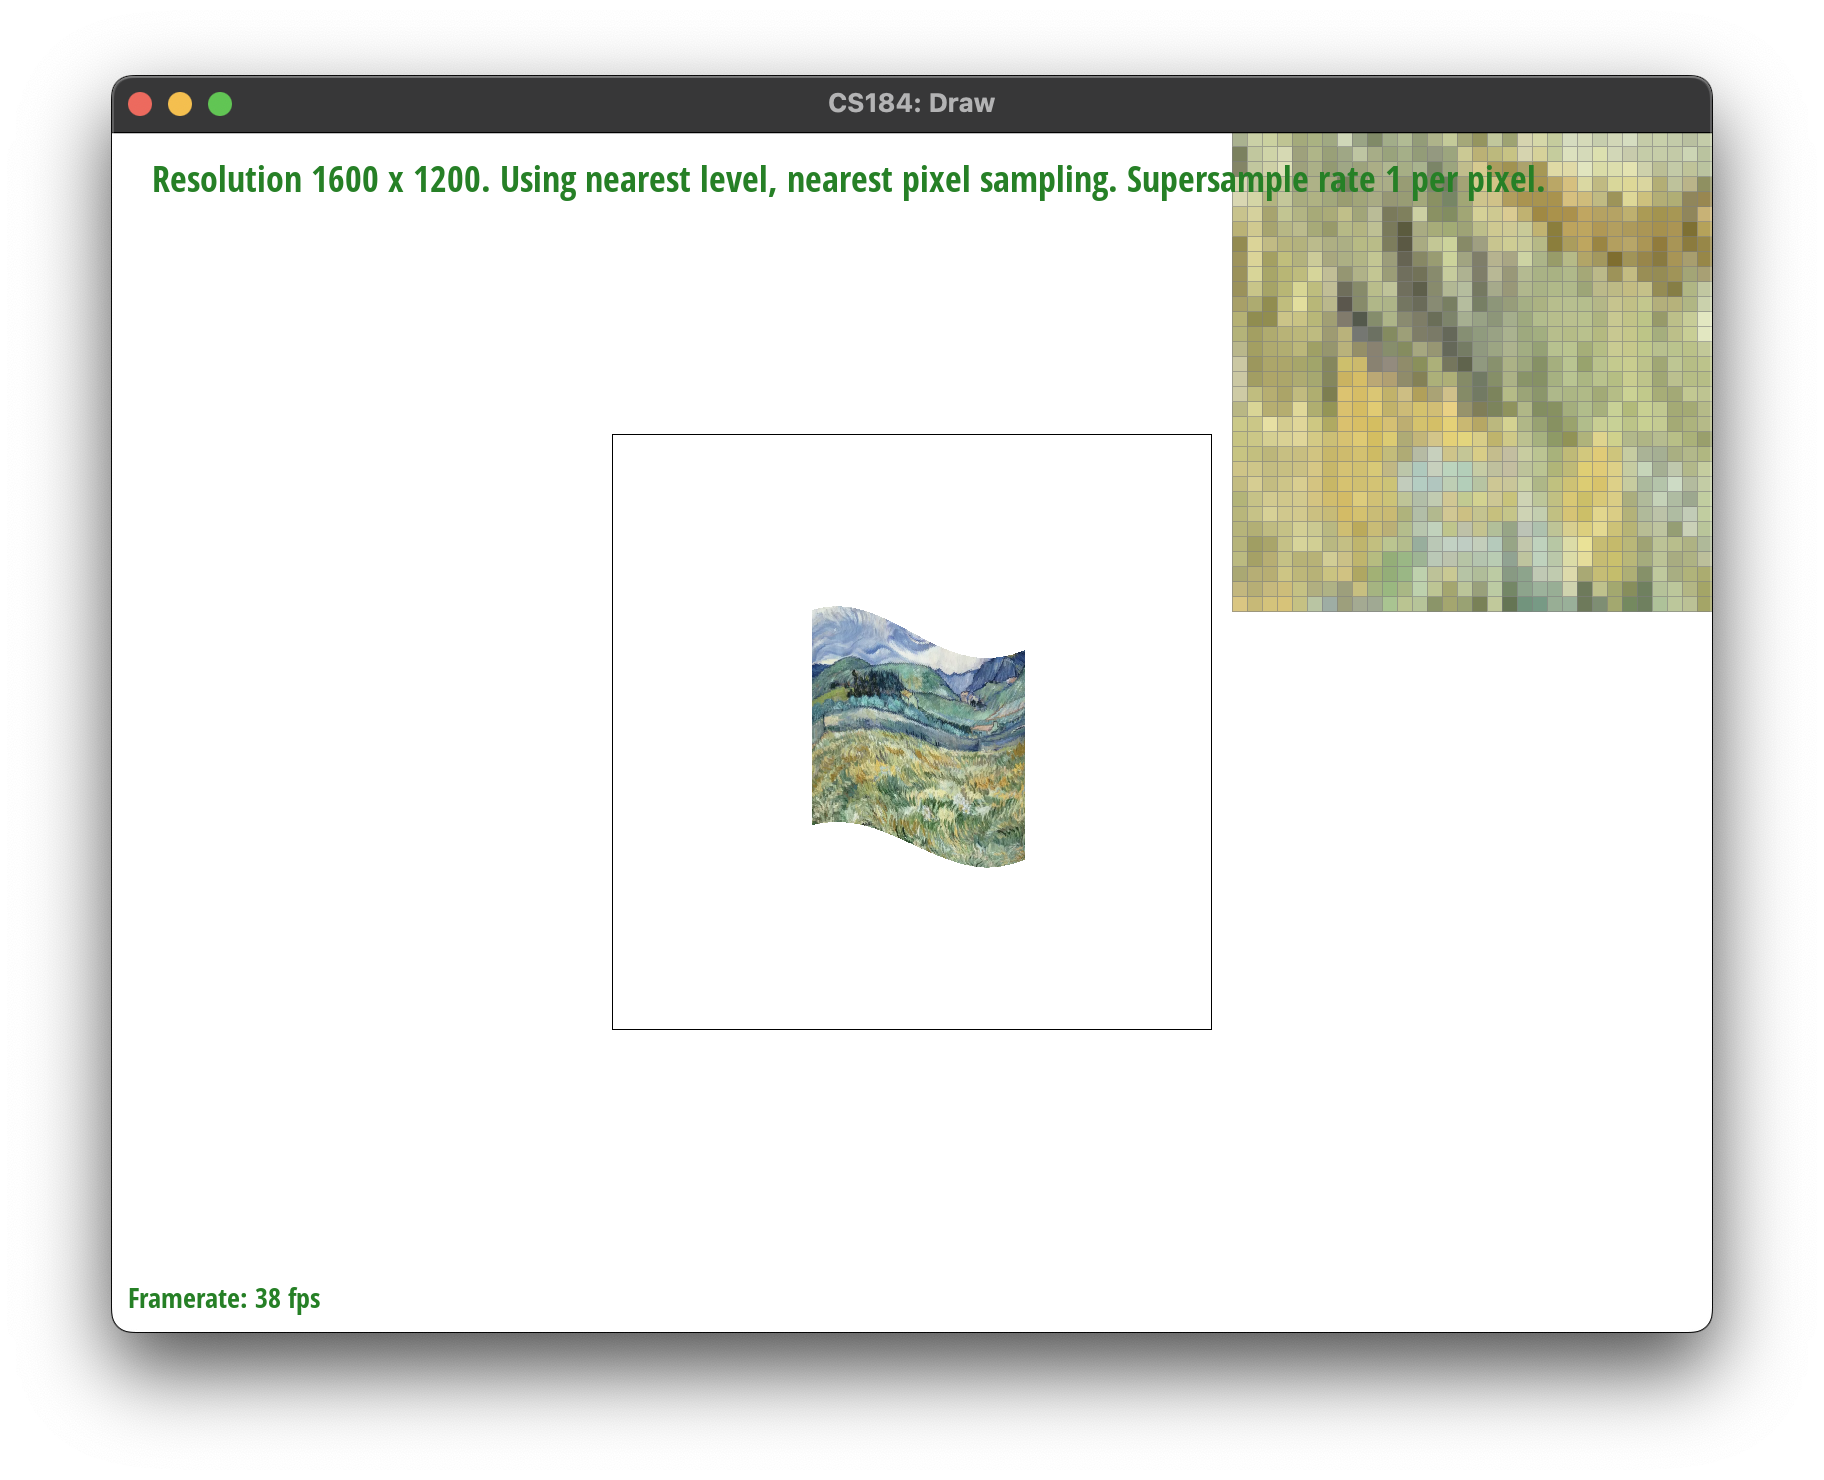 CS184: Draw
Resolution 1600 x 1200. Using nearest level, nearest pixel sampling. Supersample rate 1 per pixel.
Framerate: 38 fps